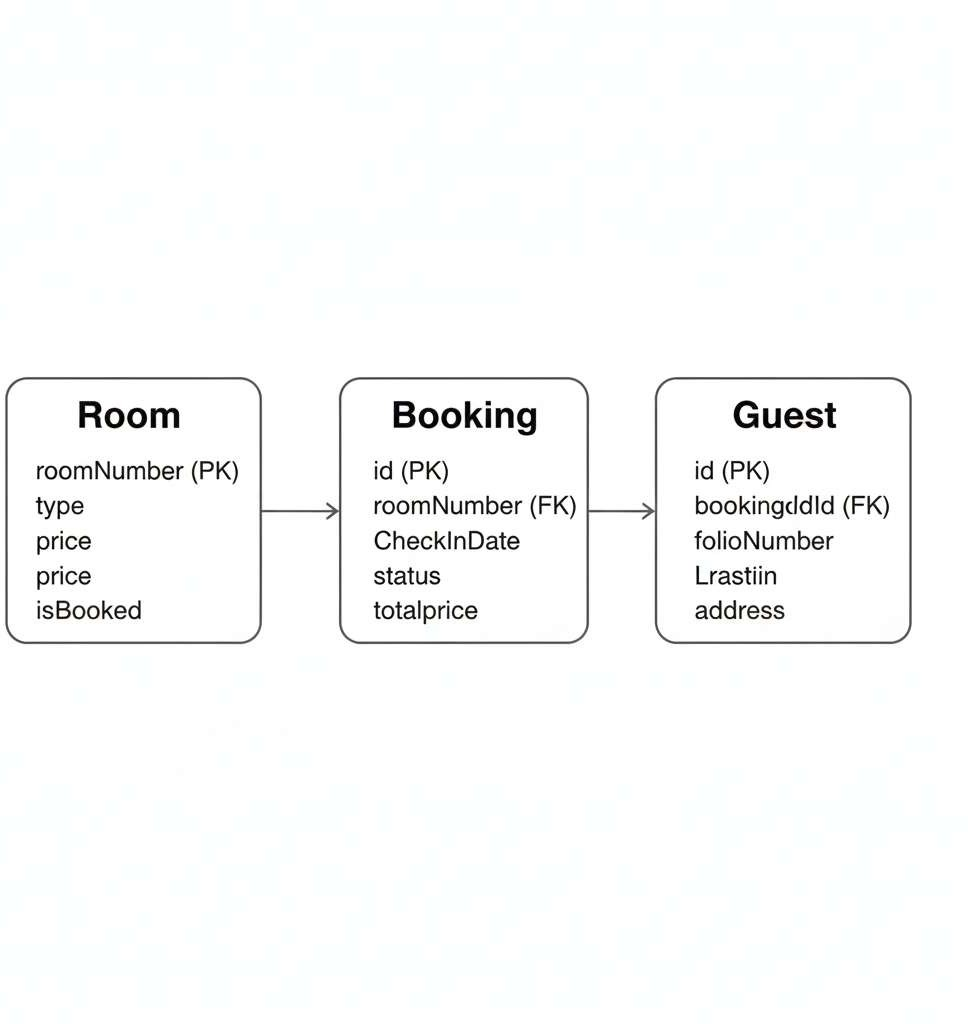 Room
roomNumber (PK)
type
price
price
isBooked
Booking
id (PK)
roomNumber (FK)
CheckInDate
status
totalprice
Guest
id (PK)
(FK)
folioNumber
Lrastiin
address